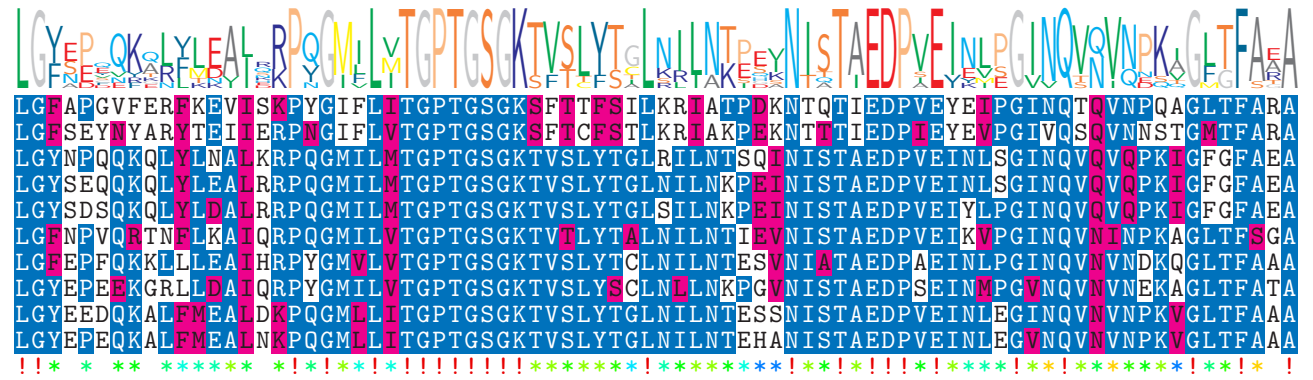 LGFAPGVFERFKEVISKPYGIFLITGPTGSGKSFTTFSILKRIATPDKNTQTIEDPVEYEIPGINQTQVNPQAGLTFARA
LGFSEYNYARYTEIIERPNGIFLVTGPTGSGKSFTCFSTLKRIAKPEKNTTTIEDPIEYEVPGIVQSQVNNSTGMTFARA
LGYNPQQKQLYLNALKRPQGMILMTGPTGSGKTVSLYTGLRILNTSQINISTAEDPVEINLSGINQVQVQPKIGFGFAEA
LGYSEQQKQLYLEALRRPQGMILMTGPTGSGKTVSLYTGLNILNKPEINISTAEDPVEINLSGINQVQVQPKIGFGFAEA
LGYSDSQKQLYLDALRRPQGMILMTGPTGSGKTVSLYTGLSILNKPEINISTAEDPVEIYLPGINQVQVQPKIGFGFAEA
LGFNPVQRTNFLKAIQRPQGMILVTGPTGSGKTVTLYTALNILNTIEVNISTAEDPVEIKVPGINQVNINPKAGLTFSGA
LGFEPFQKKLLLEAIHRPYGMVLVTGPTGSGKTVSLYTCLNILNTESVNIATAEDPAEINLPGINQVNVNDKQGLTFAAA
LGYEPEEKGRLLDAIQRPYGMILVTGPTGSGKTVSLYSCLNLLNKPGVNISTAEDPSEINMPGVNQVNVNEKAGLTFATA
LGYEEDQKALFMEALDKPQGMLLITGPTGSGKTVSLYTGLNILNTESSNISTAEDPVEINLEGINQVNVNPKVGLTFAAA
LGYEPEQKALFMEALNKPQGMLLITGPTGSGKTVSLYTGLNILNTEHANISTAEDPVEINLEGVNQVNVNPKVGLTFAAA